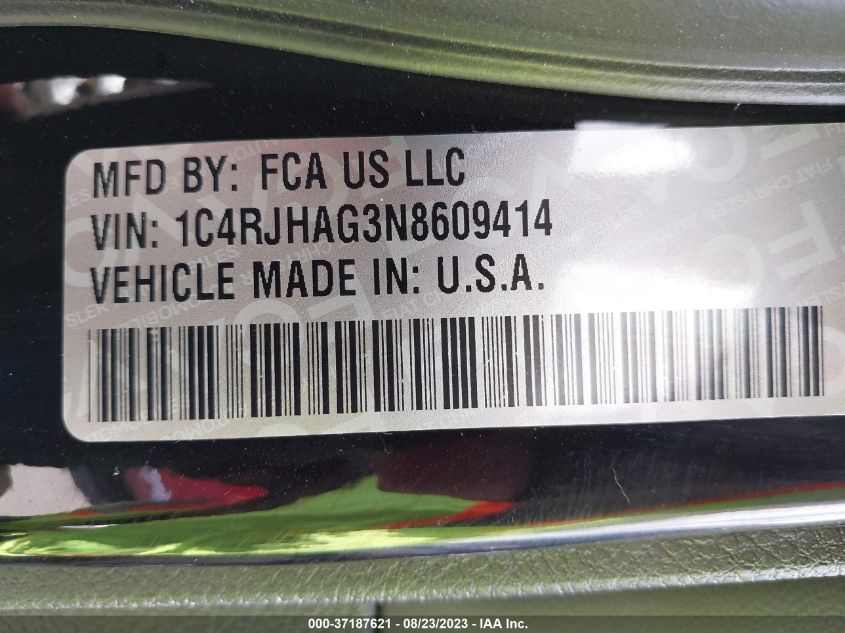 MFD BY: FCA US LLC
VIN: 1C4RJHAG3N8609414
VEHICLE MADE IN: U.S.A.
000-37187621 - 08/23/2023 - IAA Inc.